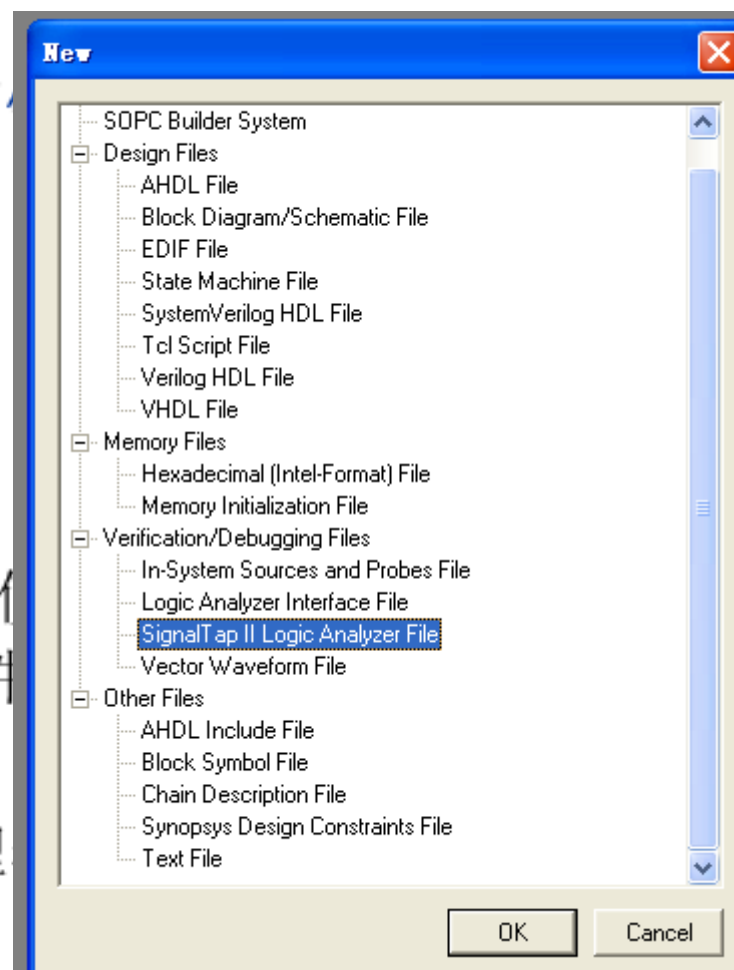 New
SOPC Builder System
Design Files
AHDL File
Block Diagram/Schematic File
EDIF File
State Machine File
SystemVerilog HDL File
Tcl Script File
Verilog HDL File
VHDL File
Memory Files
Hexadecimal (Intel-Format) File
Memory Initialization File
Verification/Debugging Files
In-System Sources and Probes File
Logic Analyzer Interface File
SignalTap II Logic Analyzer File
Vector Waveform File
Other Files
AHDL Include File
Block Symbol File
Chain Description File
Synopsys Design Constraints File
Text File
OK
Cancel